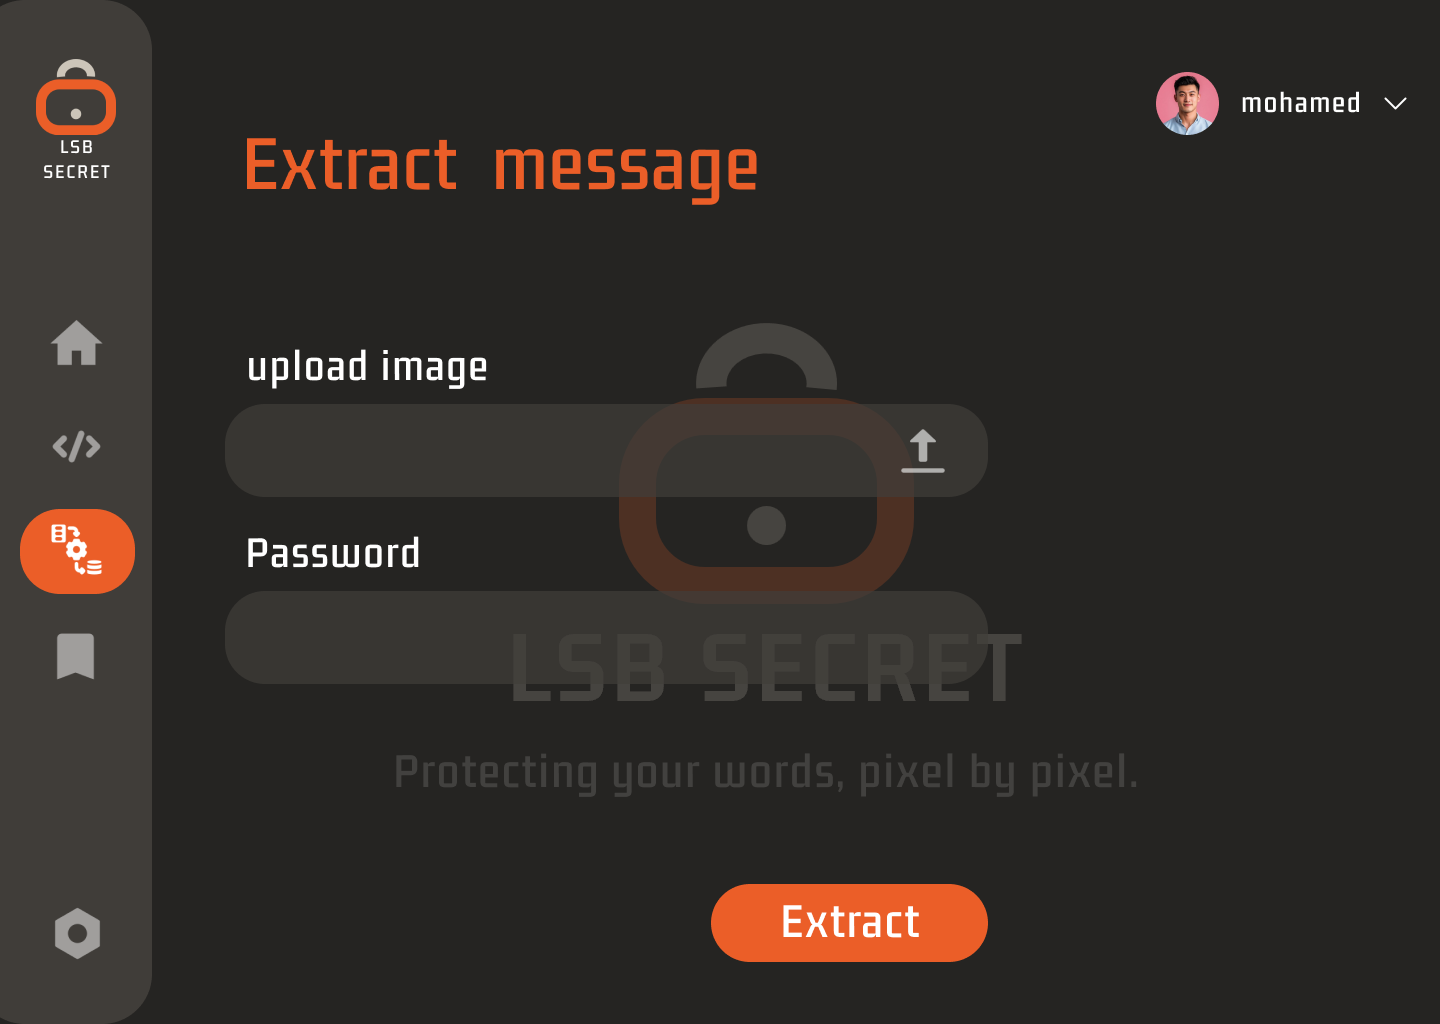 LSB
SECRET
mohamed
Extract message
upload image
Password
LSB SECRET
Protecting your words, pixel by pixel.
Extract